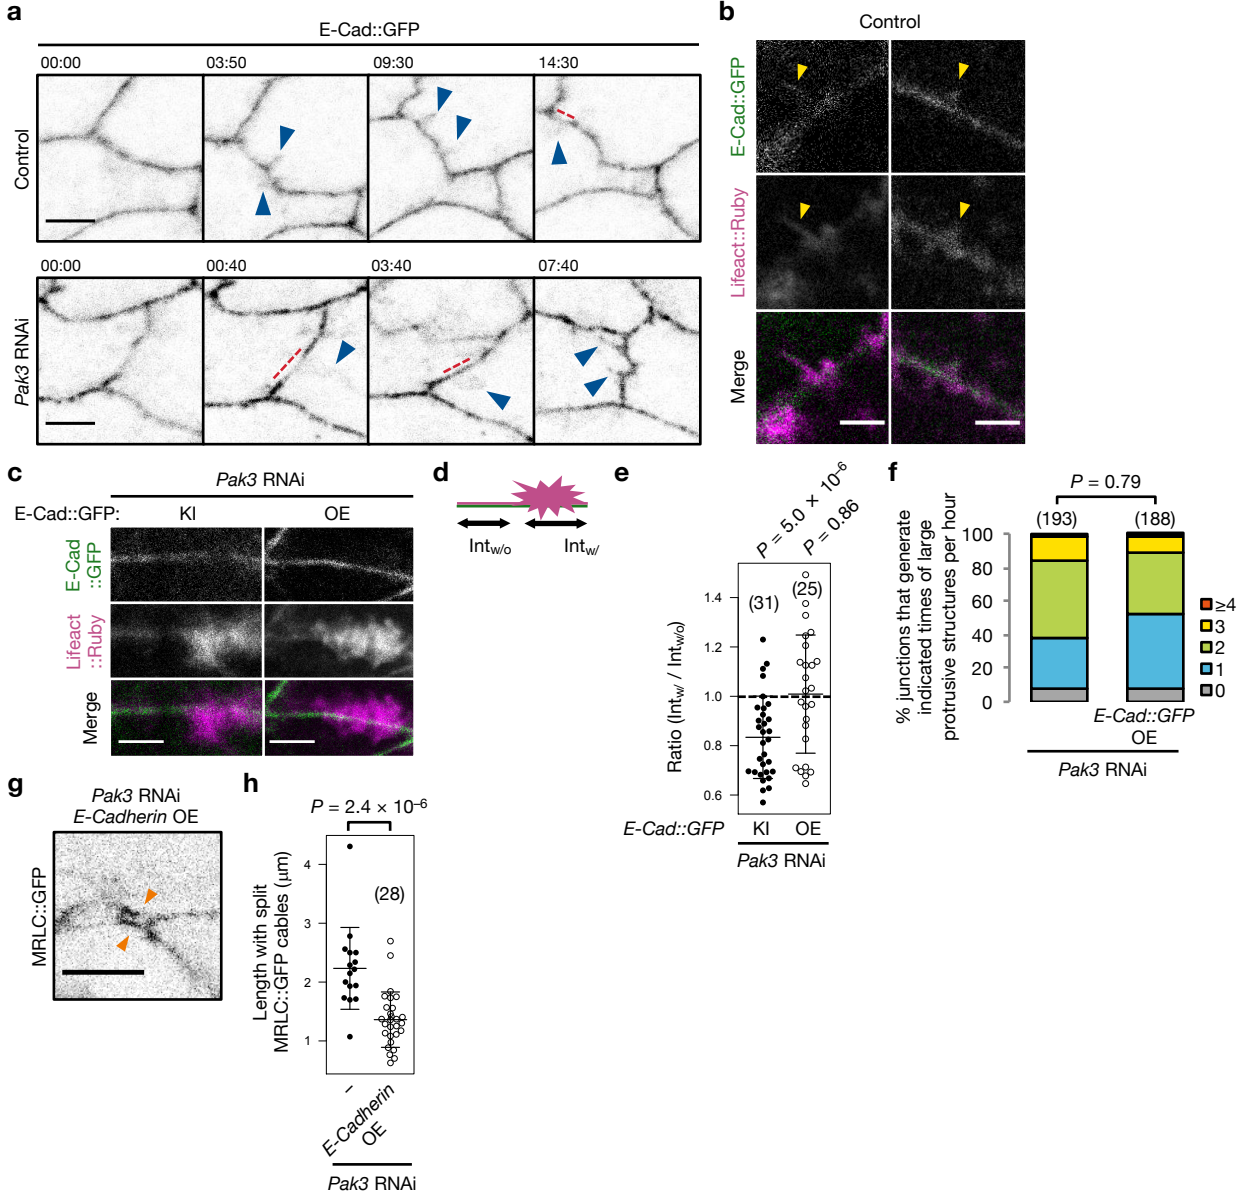 a
E-Cad::GFP
00:00
03:50
09:30
14:30
Control
00:00
00:40
03:40
07:40
Pak3 RNAi
b
Control
E-Cad::GFP
Lifeact::Ruby
Merge
c
Pak3 RNAi
E-Cad::GFP:
KI
OE
E-Cad
::GFP
Lifeact
::Ruby
Merge
d
Intw/o
Intw/
e
P = 5.0 × 10–6
P = 0.86
(31)
(25)
Ratio (Intw/ / Intw/o)
1.4
1.2
1.0
0.8
0.6
E-Cad::GFP
KI
OE
Pak3 RNAi
f
P = 0.79
(193)
(188)
% junctions that generate
indicated times of large
protrusive structures per hour
100
80
60
40
20
0
≥4
3
2
1
0
E-Cad::GFP
OE
Pak3 RNAi
g
Pak3 RNAi
E-Cadherin OE
MRLC::GFP
h
P = 2.4 × 10–6
(28)
Length with split
MRLC::GFP cables (μm)
4
3
2
1
–
E-Cadherin
OE
Pak3 RNAi